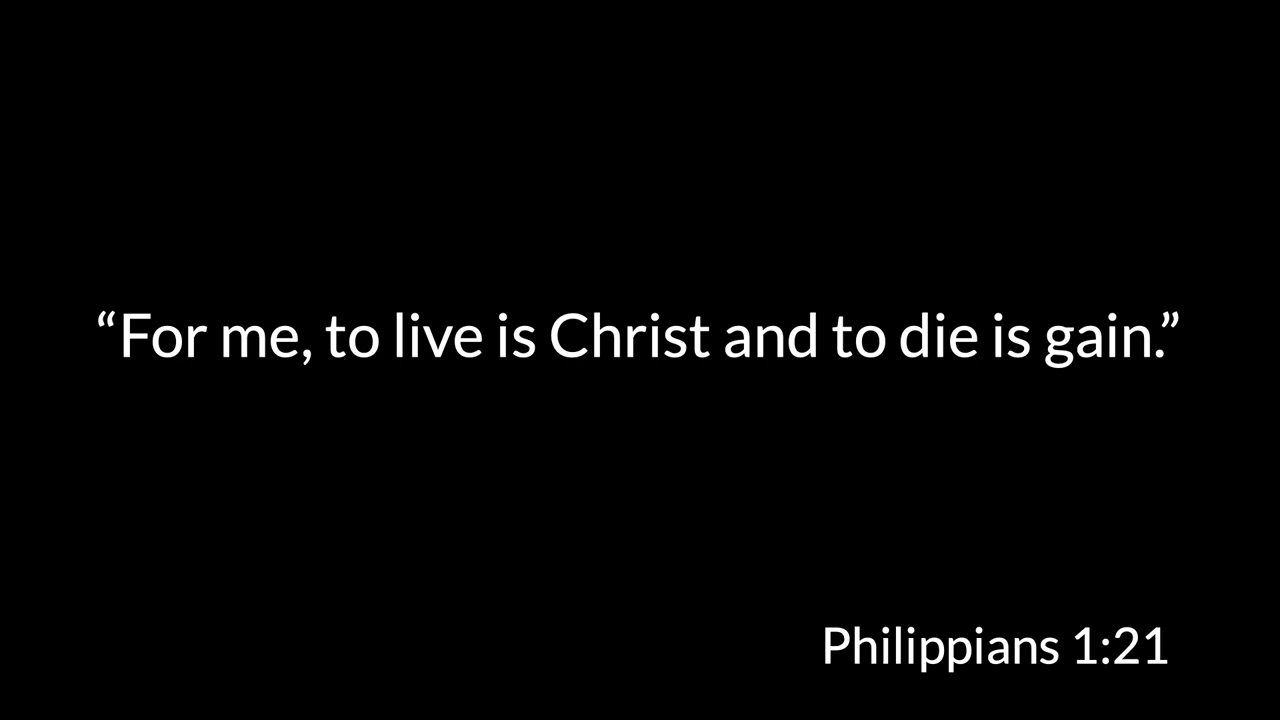 “For me, to live is Christ and to die is gain.”
Philippians 1:21